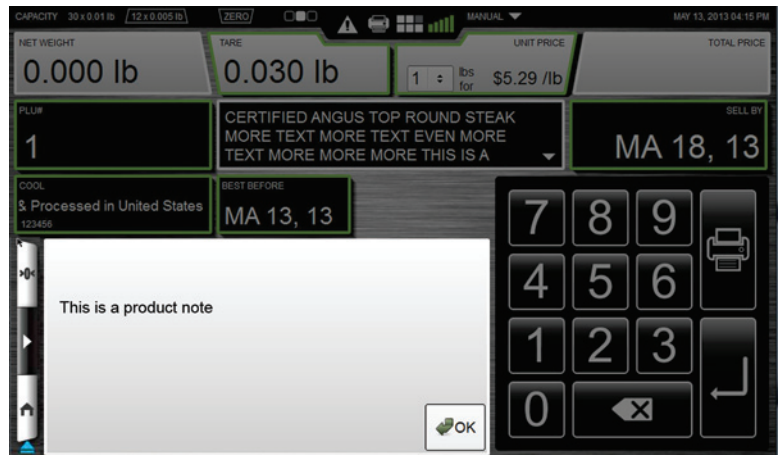 CAPACITY 30 x 0.01 lb 12 x 0.005 lb ZERO MANUAL MAY 13, 2013 04:15 PM
NET WEIGHT
0.000 lb
TARE
0.030 lb
UNIT PRICE
1 lbs for $5.29 /lb
TOTAL PRICE
PLU#
1
CERTIFIED ANGUS TOP ROUND STEAK
MORE TEXT MORE TEXT EVEN MORE
TEXT MORE MORE MORE THIS IS A
SELL BY
MA 18, 13
COOL
& Processed in United States
123456
BEST BEFORE
MA 13, 13
>0<
This is a product note
OK
7 8 9
4 5 6
1 2 3
0